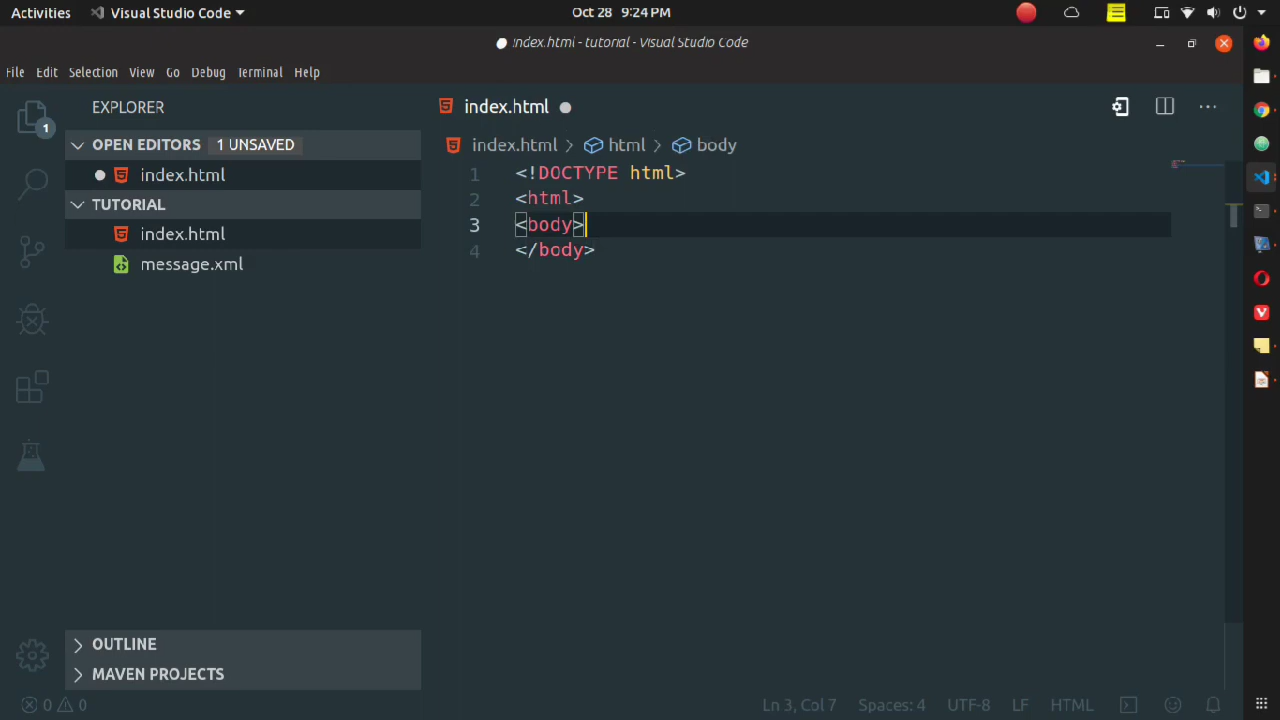 Activities Visual Studio Code Oct 28 9:24 PM
index.html - tutorial - Visual Studio Code
File Edit Selection View Go Debug Terminal Help
EXPLORER
OPEN EDITORS 1 UNSAVED
index.html
TUTORIAL
index.html
message.xml
OUTLINE
MAVEN PROJECTS
1
index.html
index.html > html > body
1 <!DOCTYPE html>
2 <html>
3 <body>
4 </body>
0 0 Ln 3, Col 7 Spaces: 4 UTF-8 LF HTML